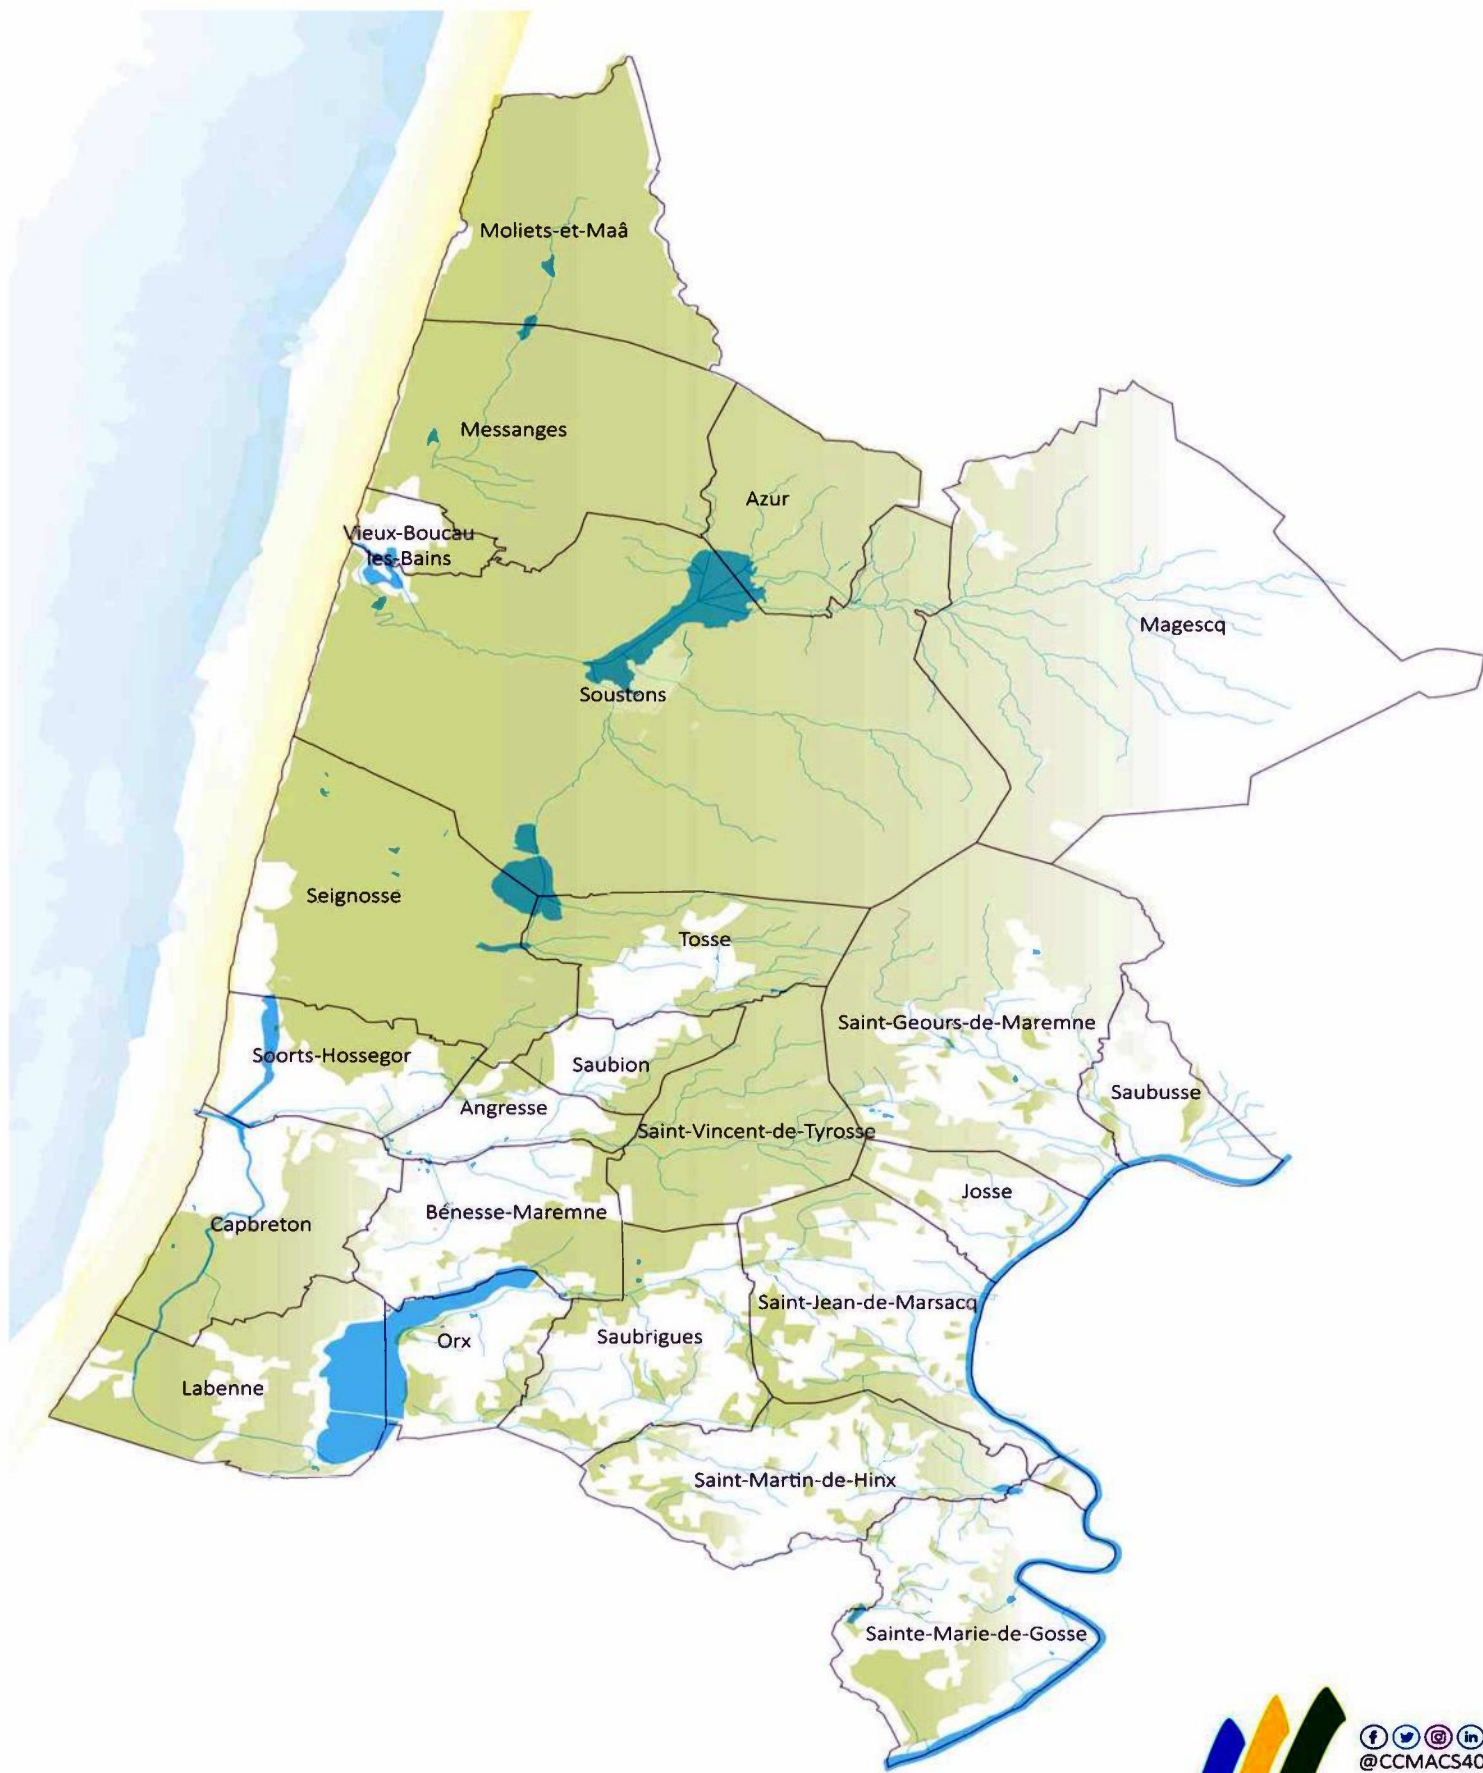 Moliets-et-Maâ
Messanges
Azur
Vieux-Boucau
les-Bains
Magescq
Soustons
Seignosse
Tosse
Saint-Geours-de-Maremne
Soorts-Hossegor
Saubion
Saubusse
Angresse
Saint-Vincent-de-Tyrosse
Josse
Bénesse-Maremne
Capbreton
Saint-Jean-de-Marsacq
Orx
Saubrigues
Labenne
Saint-Martin-de-Hinx
Sainte-Marie-de-Gosse
@CCMACS40